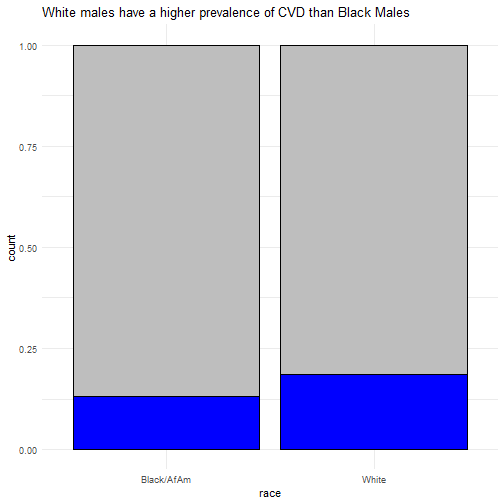 White males have a higher prevalence of CVD than Black Males
1.00
0.75
count
0.50
0.25
0.00
Black/AfAm White
race